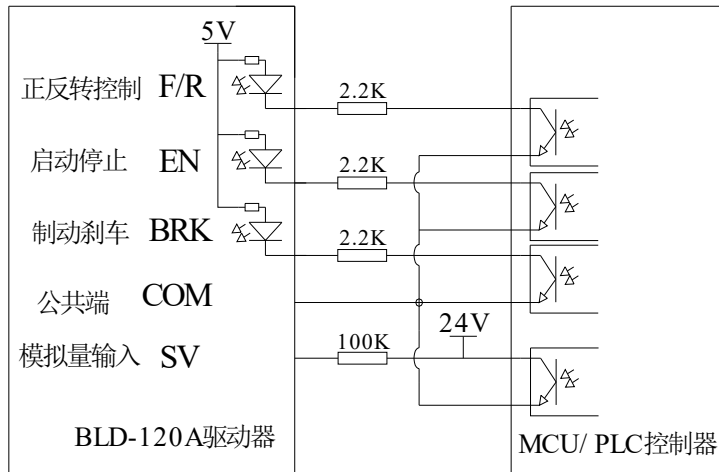 5V
正反转控制 F/R
2.2K
启动停止 EN
2.2K
制动刹车 BRK
2.2K
公共端 COM
24V
模拟量输入 SV
100K
BLD-120A驱动器
MCU/ PLC控制器